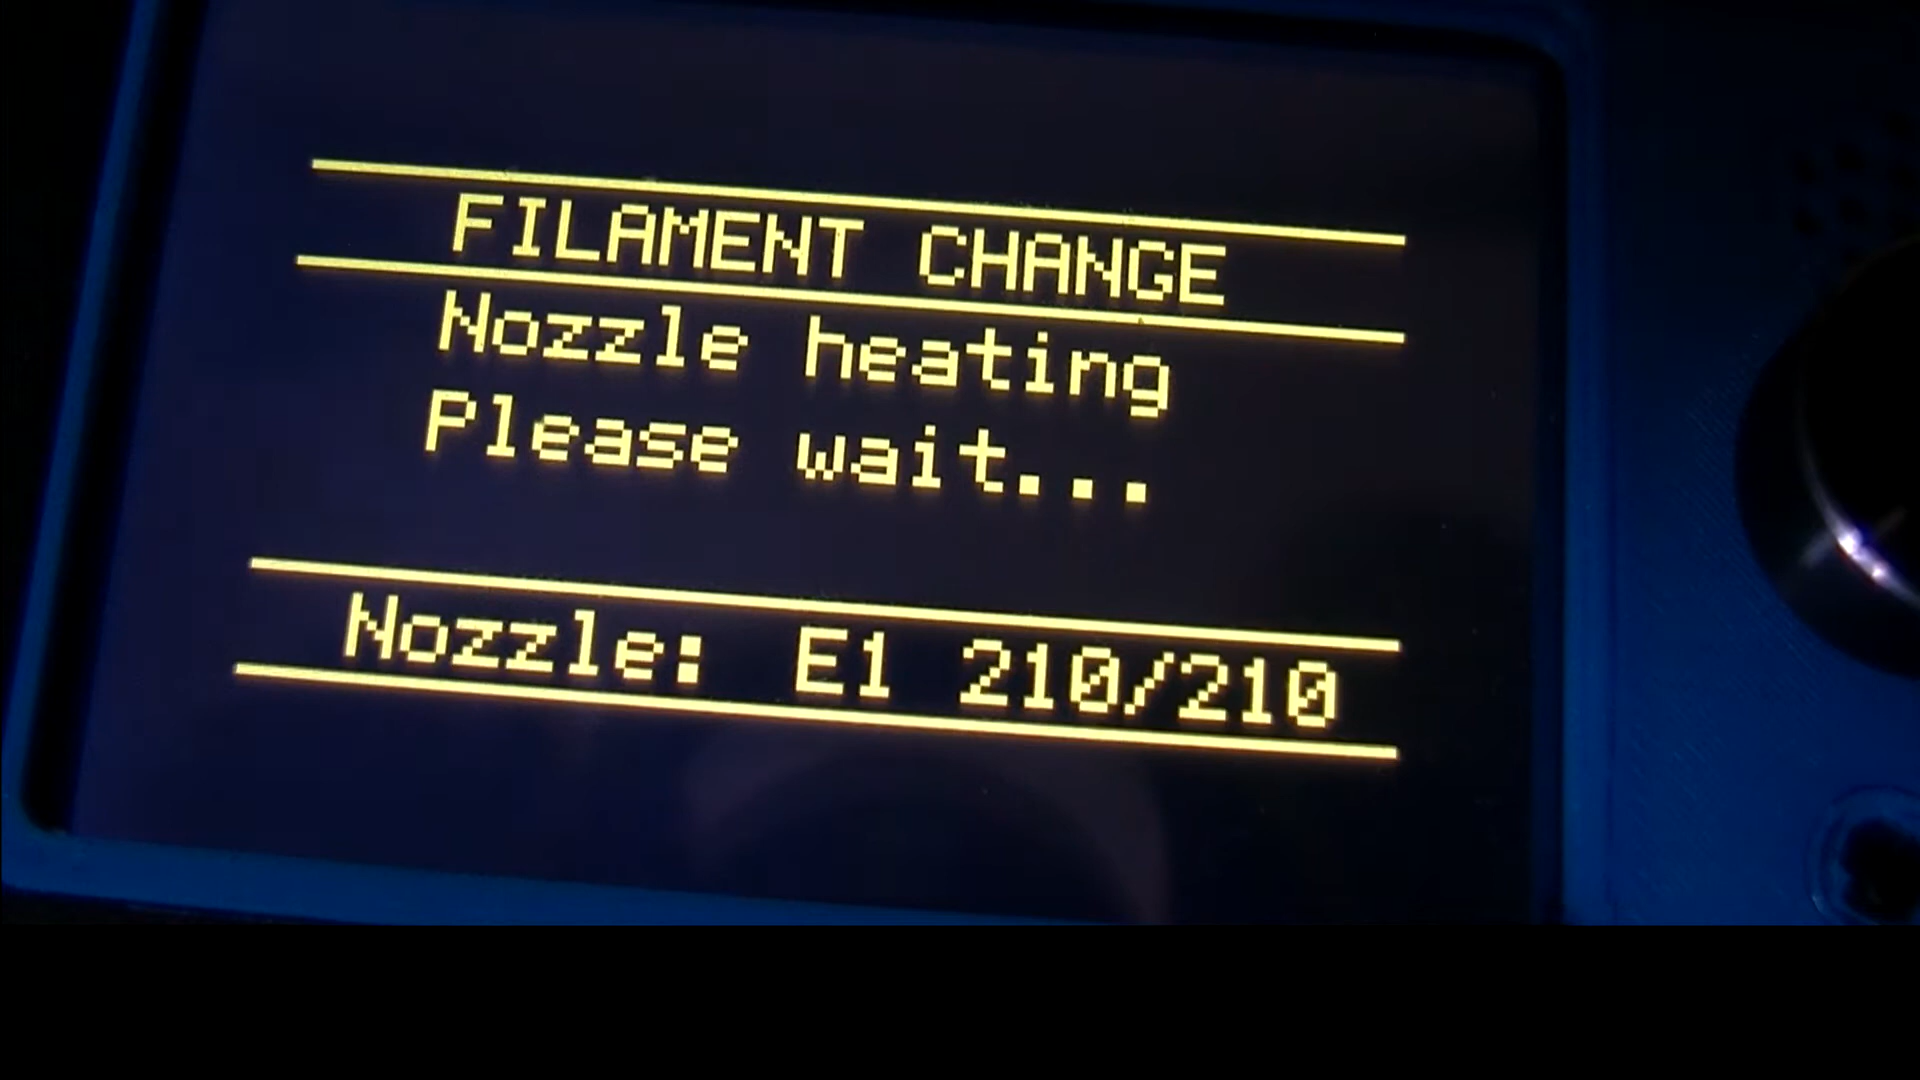 FILAMENT CHANGE
Nozzle heating
Please wait...
Nozzle: E1 210/210